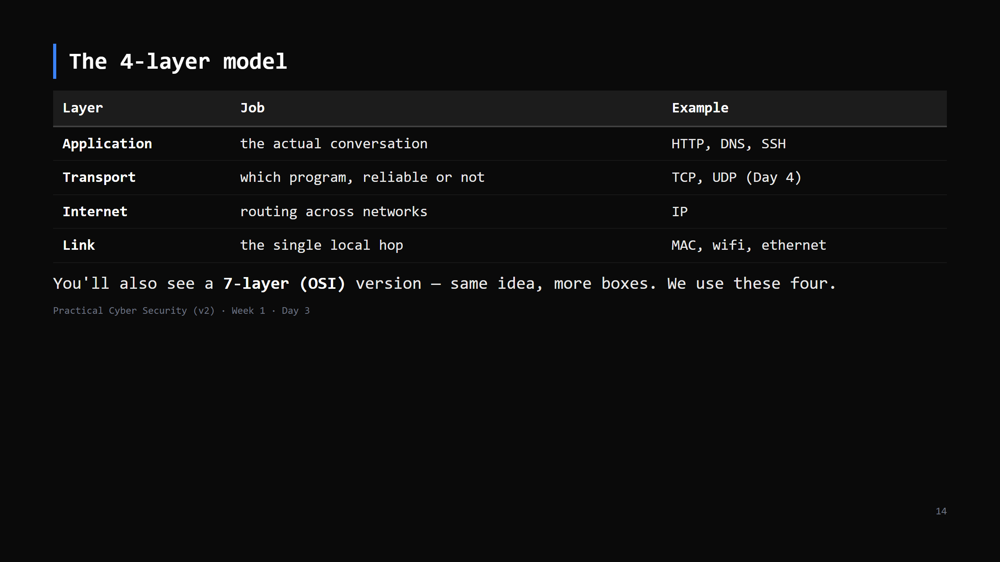 The 4-layer model
Layer Job Example
Application the actual conversation HTTP, DNS, SSH
Transport which program, reliable or not TCP, UDP (Day 4)
Internet routing across networks IP
Link the single local hop MAC, wifi, ethernet
You'll also see a 7-layer (OSI) version — same idea, more boxes. We use these four.
Practical Cyber Security (v2) · Week 1 · Day 3
14